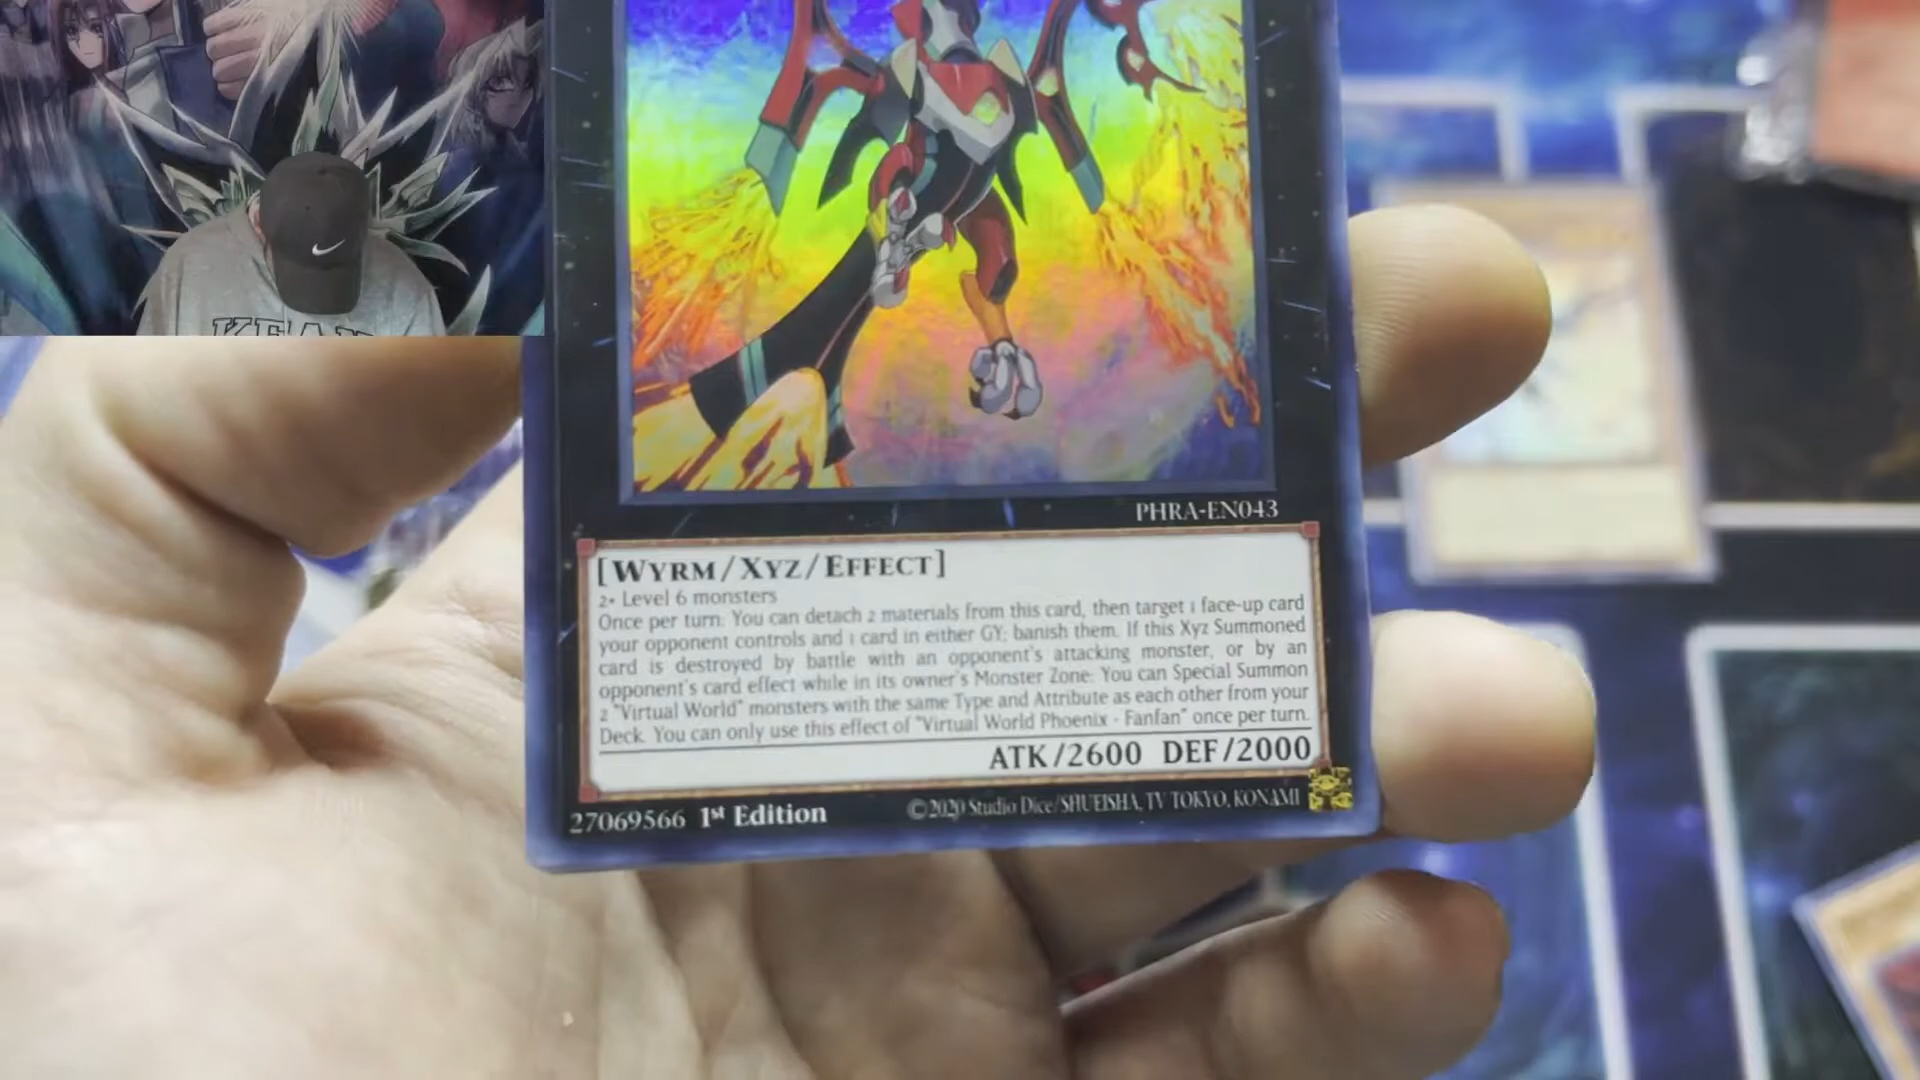 PHRA-EN043
[WYRM/XYZ/EFFECT]
2+ Level 6 monsters
Once per turn: You can detach 2 materials from this card, then target 1 face-up card
your opponent controls and 1 card in either GY; banish them. If this Xyz Summoned
card is destroyed by battle with an opponent's attacking monster, or by an
opponent's card effect while in its owner's Monster Zone: You can Special Summon
2 "Virtual World" monsters with the same Type and Attribute as each other from your
Deck. You can only use this effect of "Virtual World Phoenix - Fanfan" once per turn.
ATK/2600 DEF/2000
27069566 1st Edition
©2020 Studio Dice/SHUEISHA, TV TOKYO, KONAMI